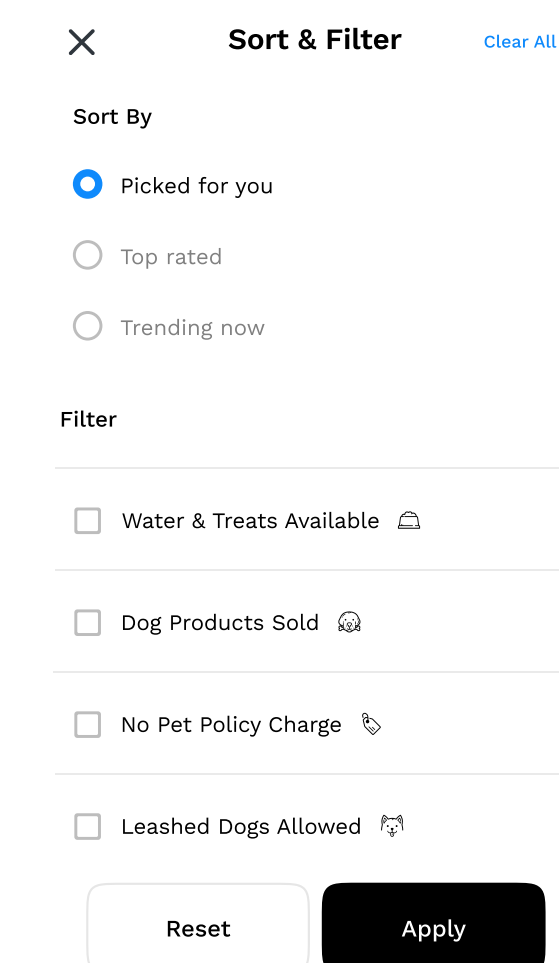 Sort & Filter
Clear All
Sort By
Picked for you
Top rated
Trending now
Filter
Water & Treats Available
Dog Products Sold
No Pet Policy Charge
Leashed Dogs Allowed
Reset
Apply